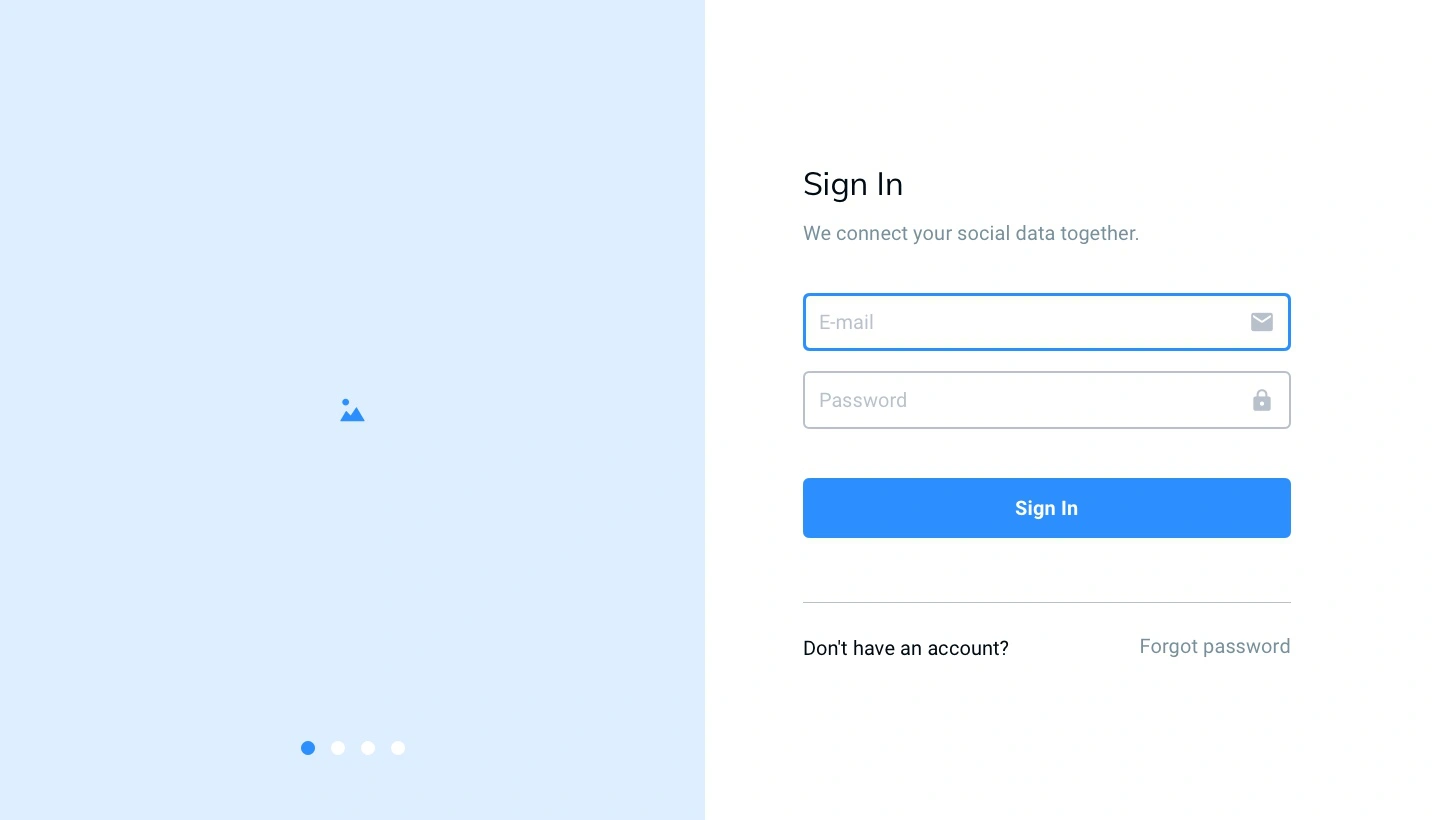 Sign In
We connect your social data together.
E-mail
Password
Sign In
Don't have an account?
Forgot password